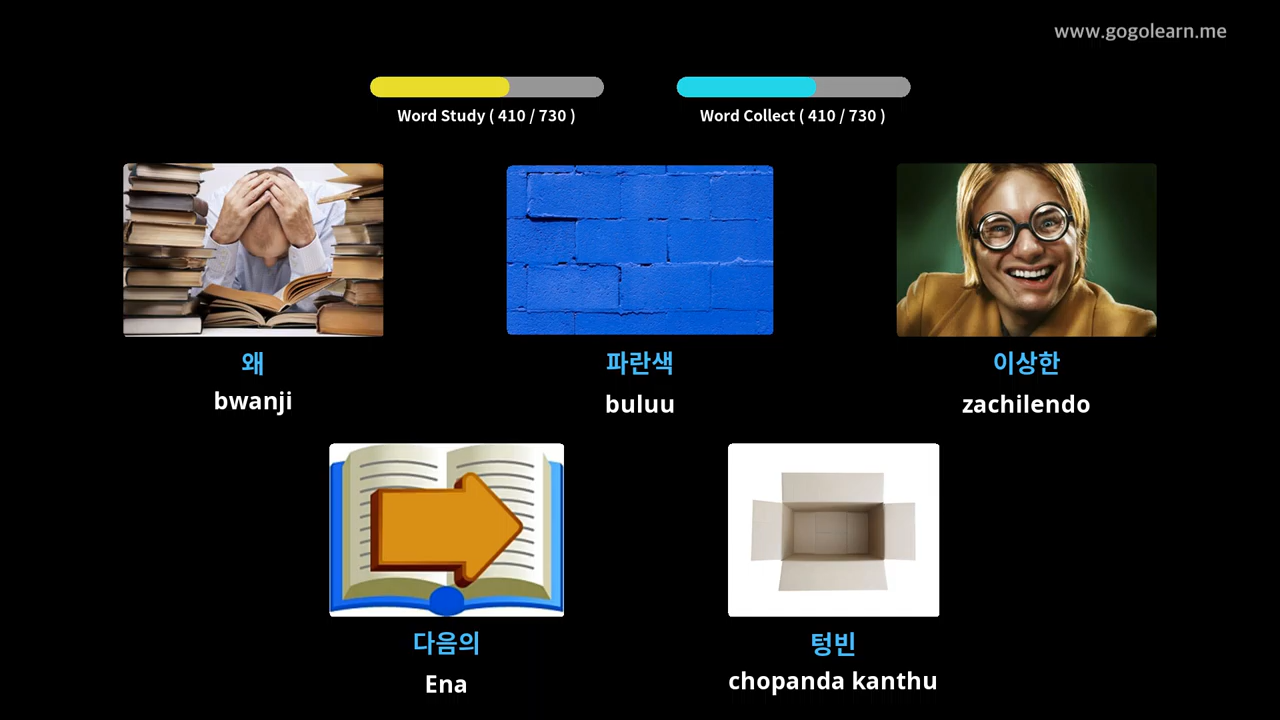 www.gogolearn.me
Word Study ( 410 / 730 )
Word Collect ( 410 / 730 )
왜
bwanji
파란색
buluu
이상한
zachilendo
다음의
Ena
텅빈
chopanda kanthu